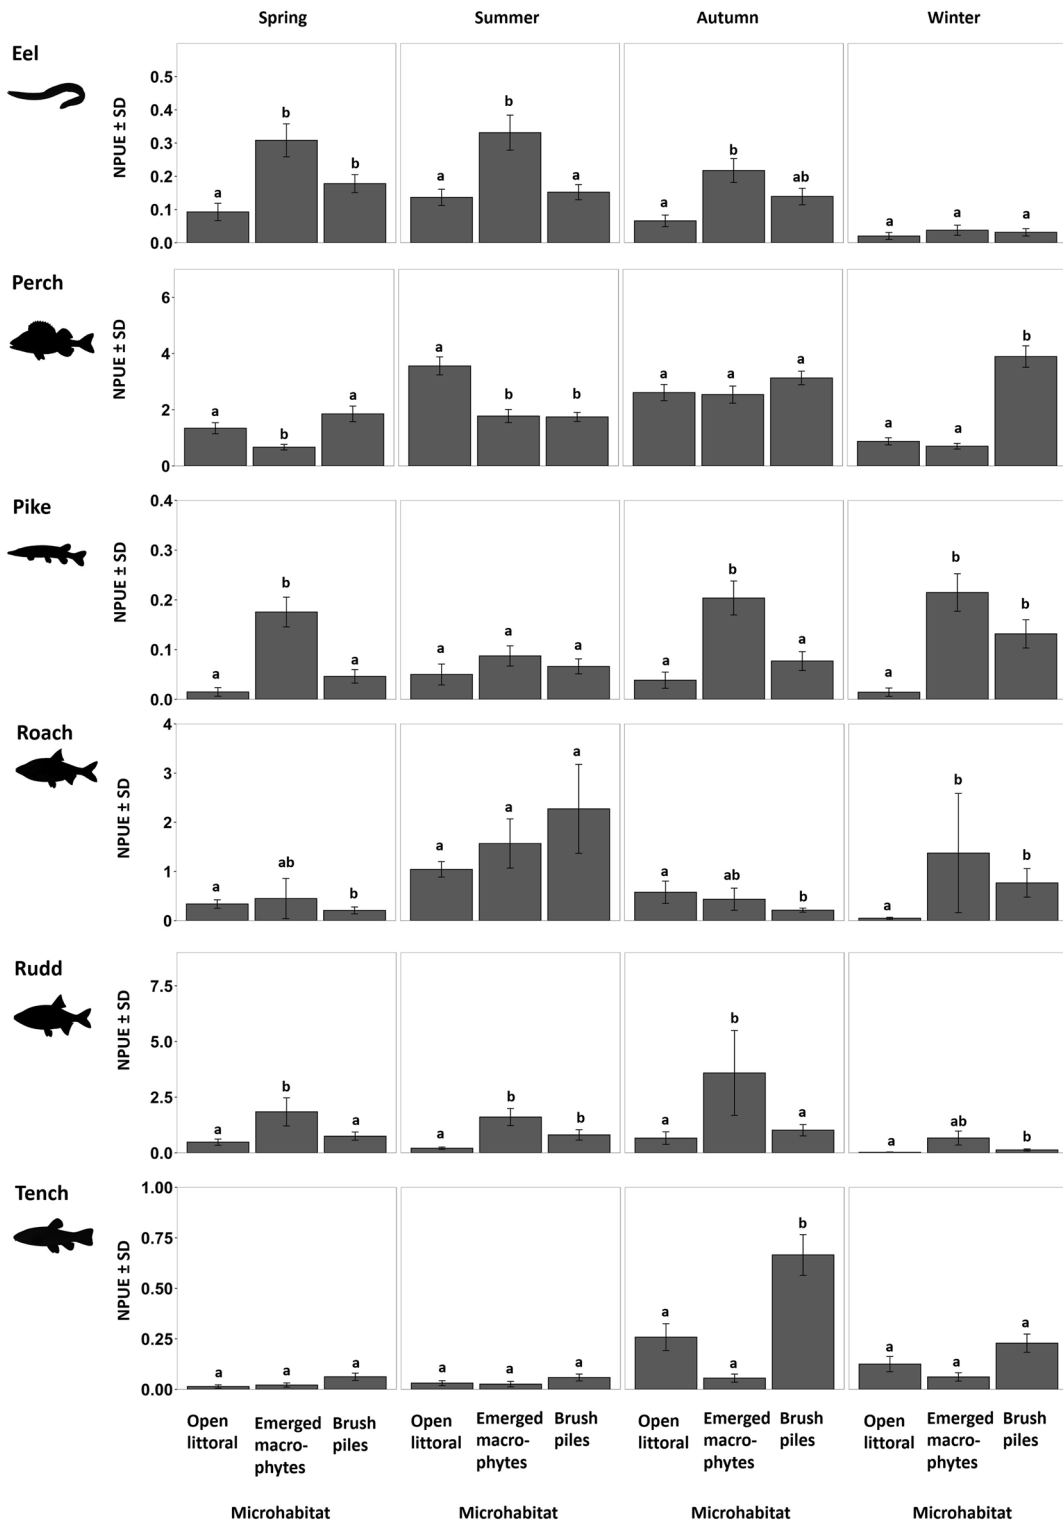 Spring Summer Autumn Winter
Eel
NPUE ± SD
0.5
0.4
0.3
0.2
0.1
0.0
a b b
a b a
a b ab
a a a
Perch
NPUE ± SD
6
4
2
0
a b a
a b b
a a a
a a b
Pike
NPUE ± SD
0.4
0.3
0.2
0.1
0.0
a b a
a a a
a b a
a b b
Roach
NPUE ± SD
4
3
2
1
0
a ab b
a a a
a ab b
a b b
Rudd
NPUE ± SD
7.5
5.0
2.5
0.0
a b a
a b b
a b a
a ab b
Tench
NPUE ± SD
1.00
0.75
0.50
0.25
0.00
a a a
a a a
a a b
a a a
Open Emerged Brush Open Emerged Brush Open Emerged Brush Open Emerged Brush
littoral macro- piles littoral macro- piles littoral macro- piles littoral macro- piles
phytes phytes phytes phytes
Microhabitat Microhabitat Microhabitat Microhabitat